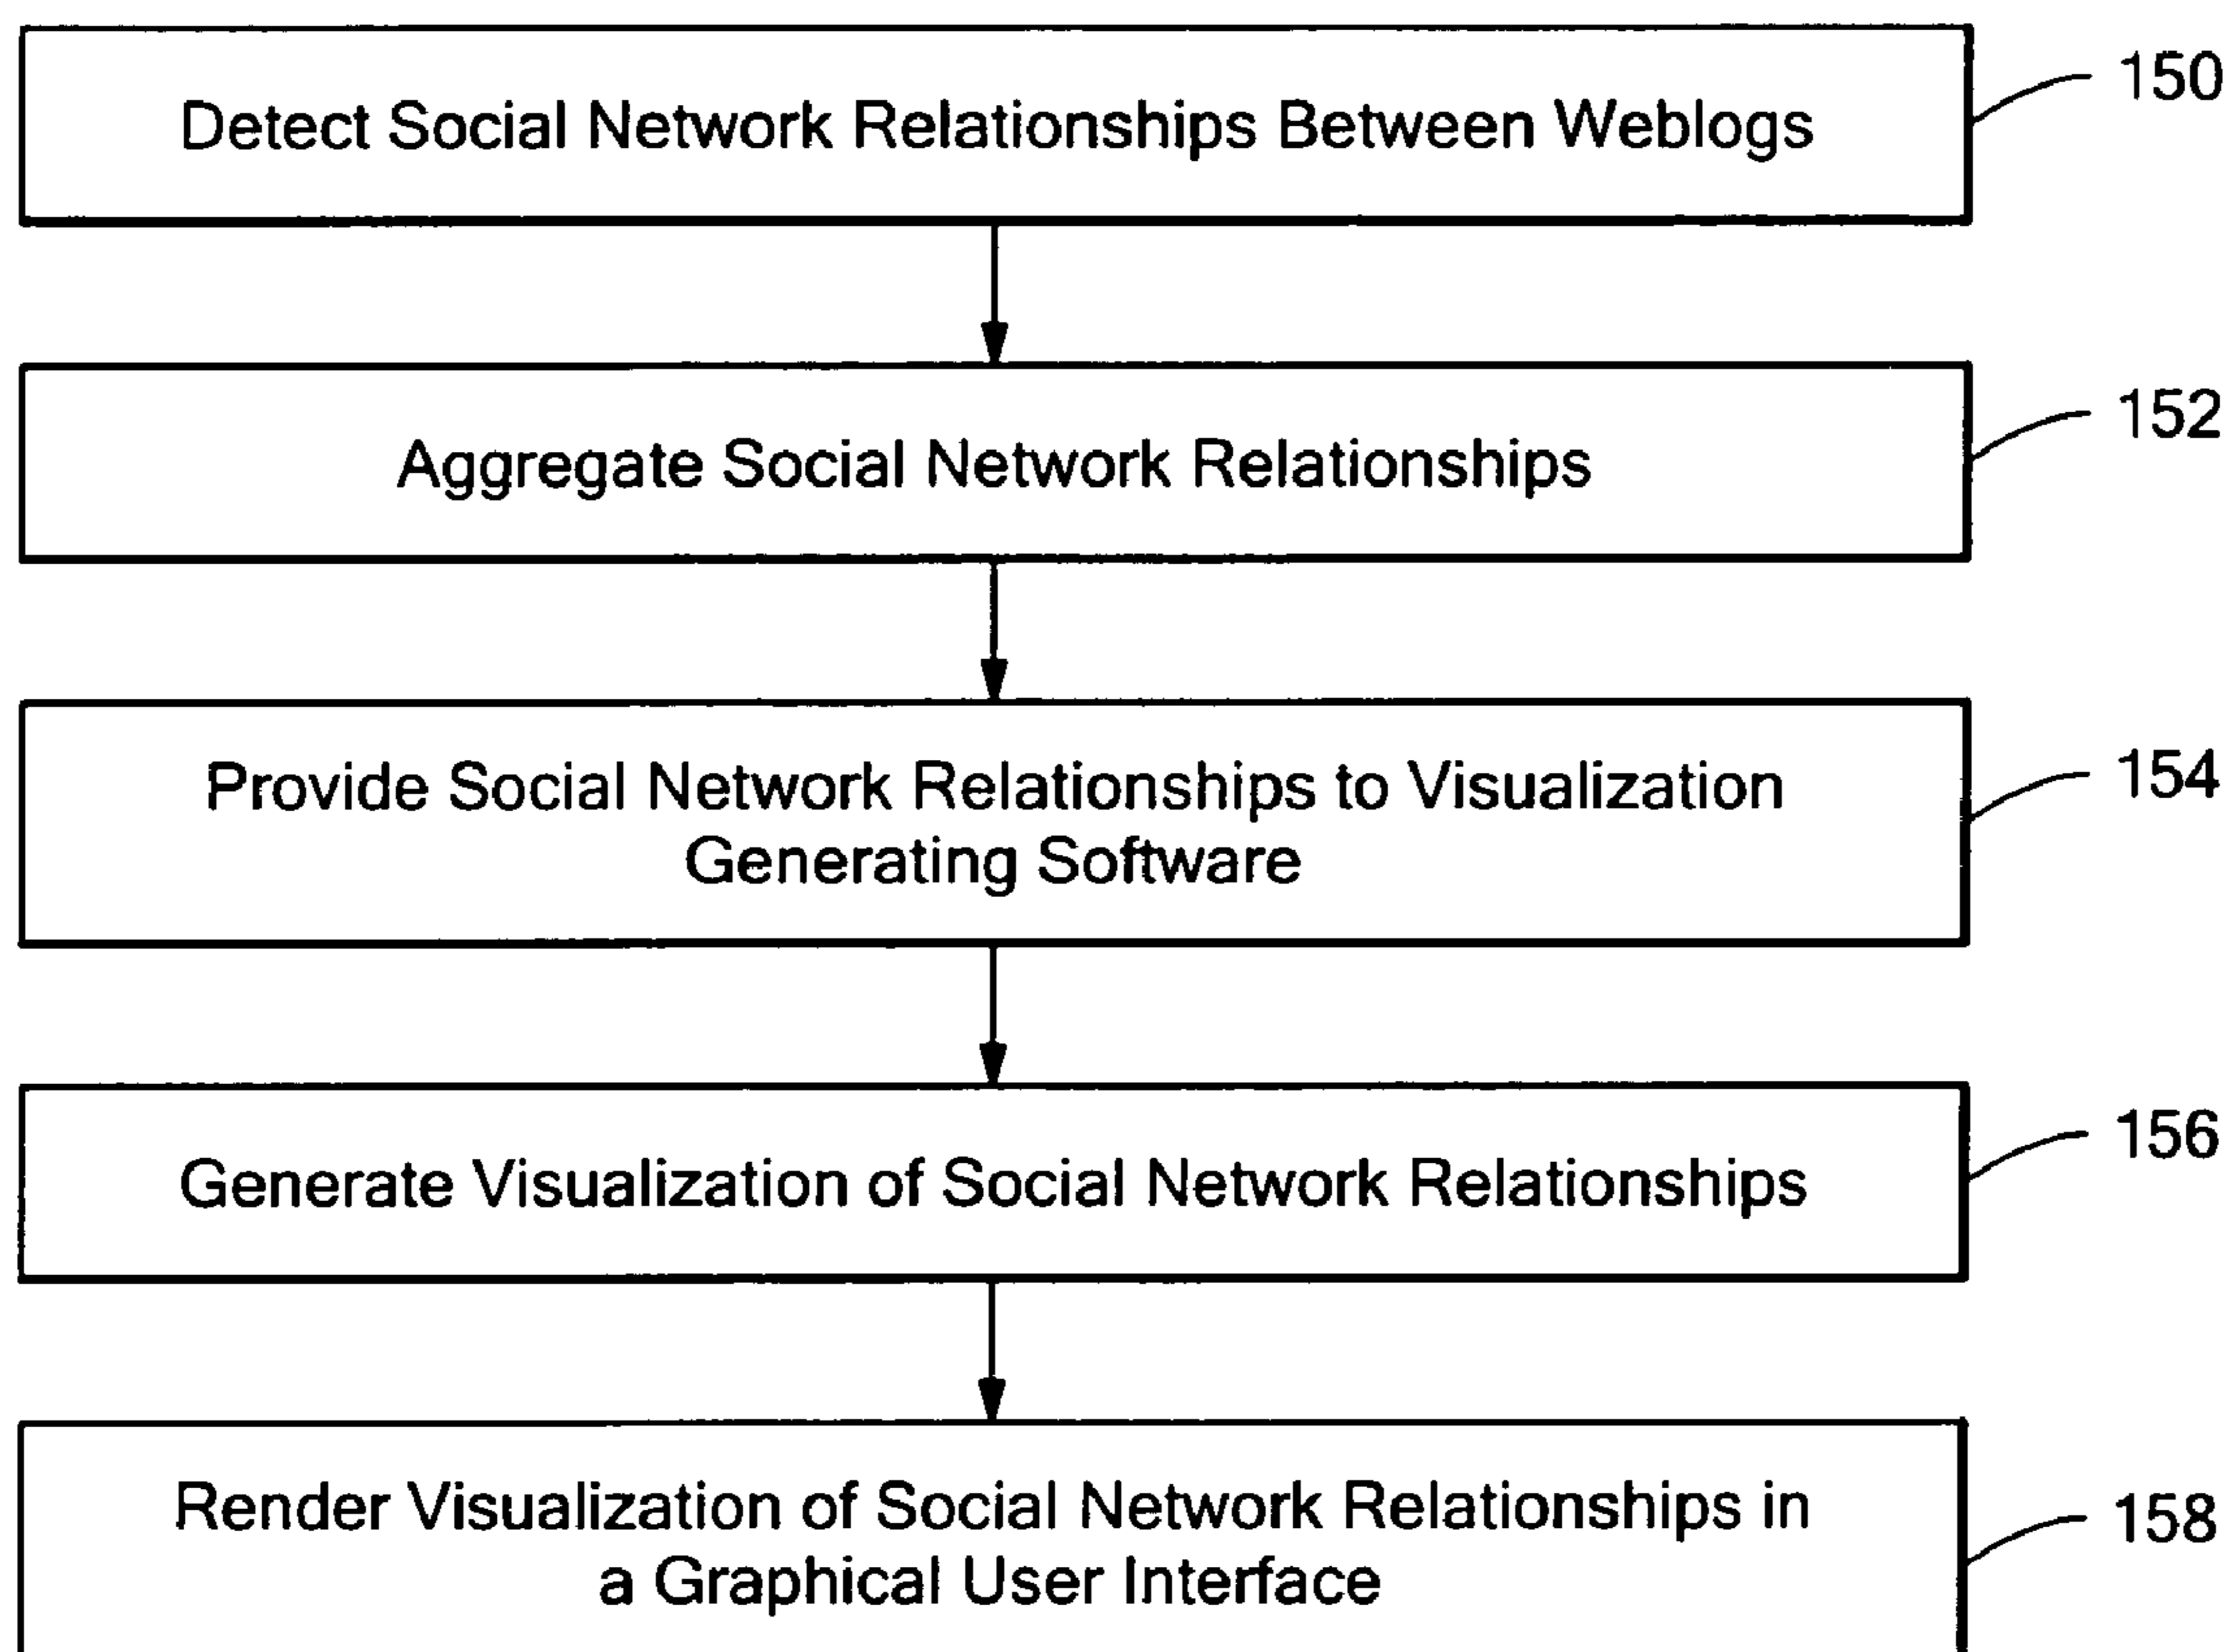 Detect Social Network Relationships Between Weblogs
150
Aggregate Social Network Relationships
152
Provide Social Network Relationships to Visualization
Generating Software
154
Generate Visualization of Social Network Relationships
156
Render Visualization of Social Network Relationships in
a Graphical User Interface
158